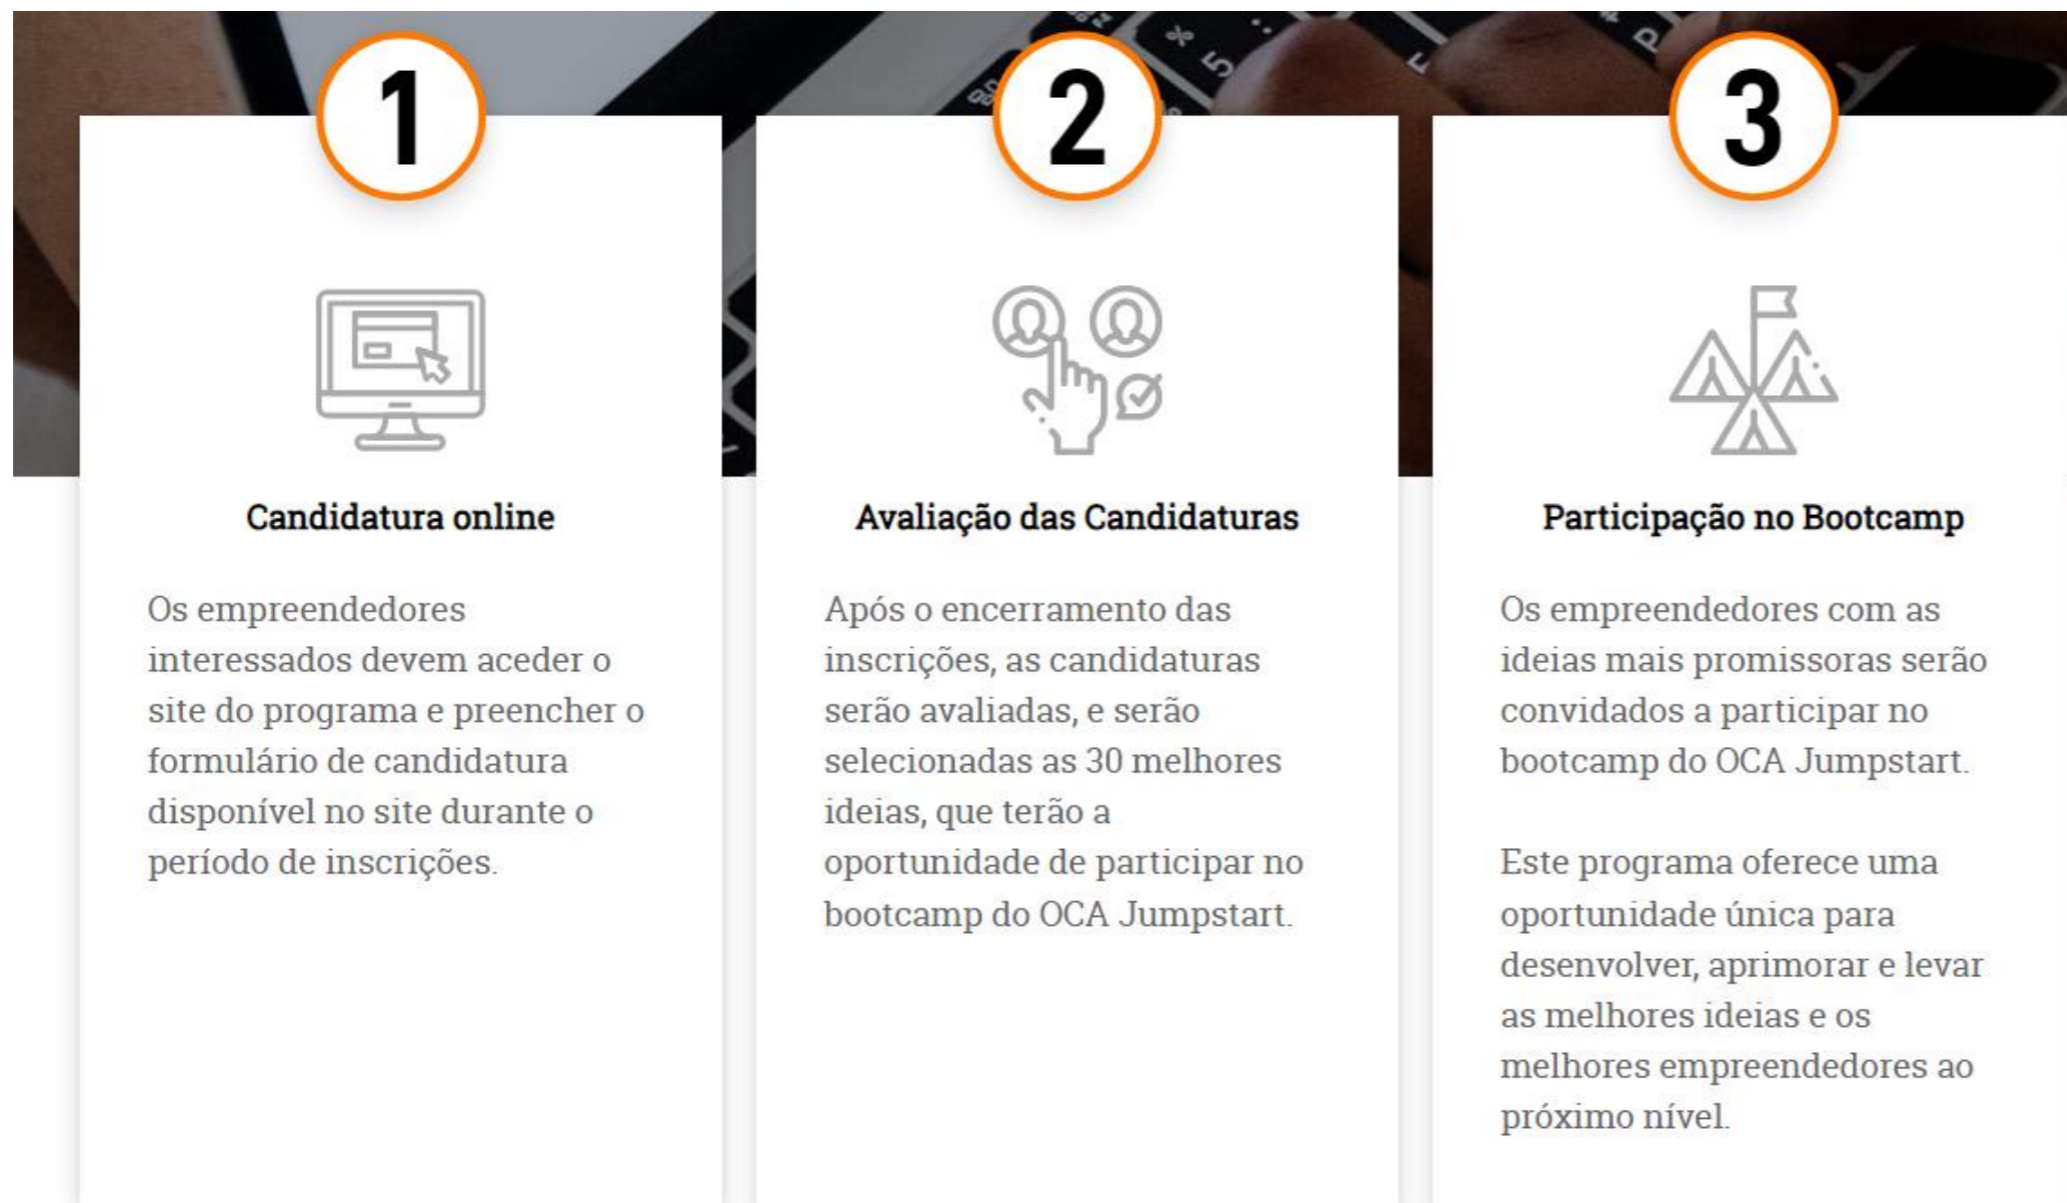 1
Candidatura online
Os empreendedores
interessados devem aceder o
site do programa e preencher o
formulário de candidatura
disponível no site durante o
período de inscrições.
2
Avaliação das Candidaturas
Após o encerramento das
inscrições, as candidaturas
serão avaliadas, e serão
selecionadas as 30 melhores
ideias, que terão a
oportunidade de participar no
bootcamp do OCA Jumpstart.
3
Participação no Bootcamp
Os empreendedores com as
ideias mais promissoras serão
convidados a participar no
bootcamp do OCA Jumpstart.
Este programa oferece uma
oportunidade única para
desenvolver, aprimorar e levar
as melhores ideias e os
melhores empreendedores ao
próximo nível.